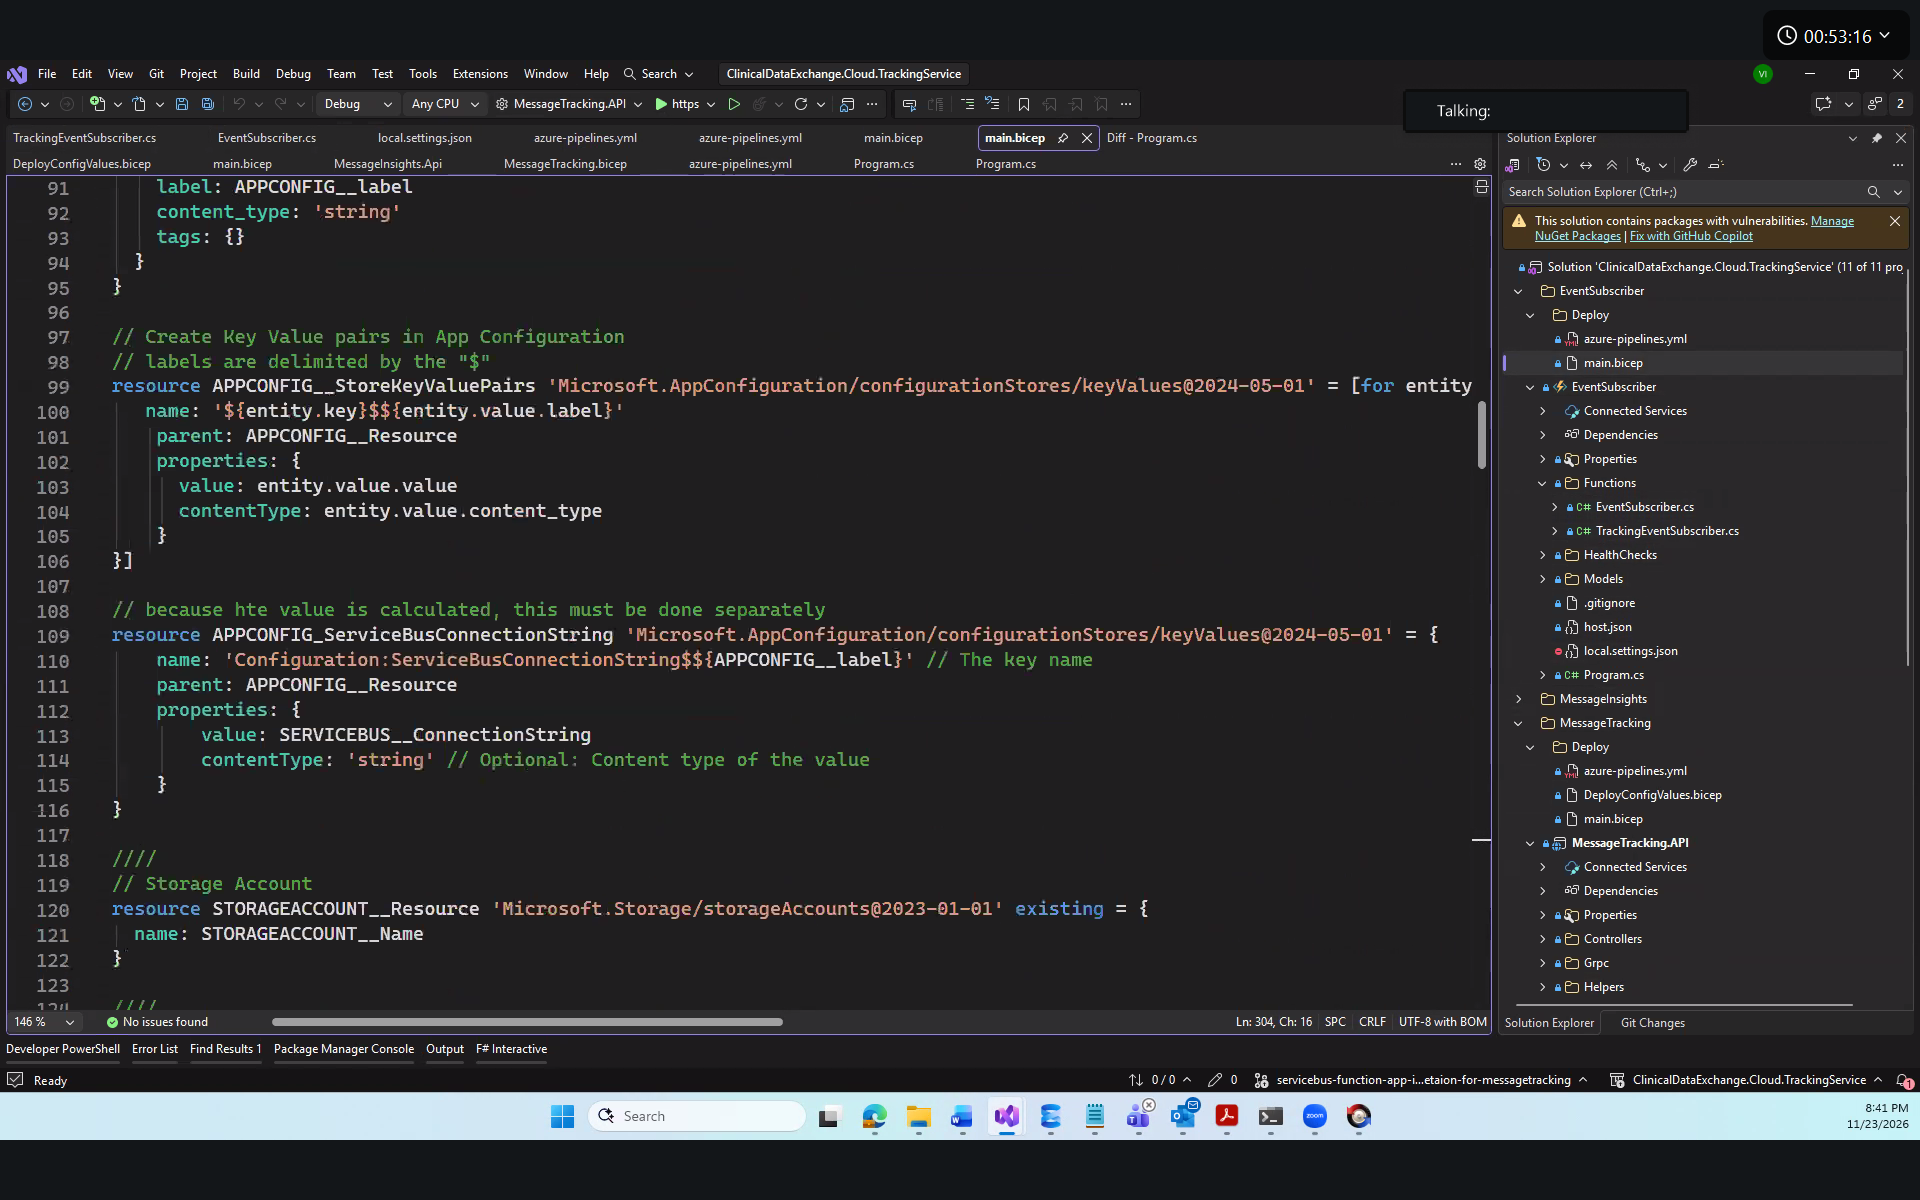 00:53:16
File Edit View Git Project Build Debug Team Test Tools Extensions Window Help Search ClinicalDataExchange.Cloud.TrackingService VI
Debug Any CPU MessageTracking.API https 2
Talking:
TrackingEventSubscriber.cs EventSubscriber.cs local.settings.json azure-pipelines.yml azure-pipelines.yml main.bicep main.bicep Diff - Program.cs
DeployConfigValues.bicep main.bicep MessageInsights.Api MessageTracking.bicep azure-pipelines.yml Program.cs Program.cs
91 label: APPCONFIG__label
92 content_type: 'string'
93 tags: {}
94 }
95 }
96
97 // Create Key Value pairs in App Configuration
98 // labels are delimited by the "$"
99 resource APPCONFIG__StoreKeyValuePairs 'Microsoft.AppConfiguration/configurationStores/keyValues@2024-05-01' = [for entity
100 name: '${entity.key}$${entity.value.label}'
101 parent: APPCONFIG__Resource
102 properties: {
103 value: entity.value.value
104 contentType: entity.value.content_type
105 }
106 }]
107
108 // because hte value is calculated, this must be done separately
109 resource APPCONFIG_ServiceBusConnectionString 'Microsoft.AppConfiguration/configurationStores/keyValues@2024-05-01' = {
110 name: 'Configuration:ServiceBusConnectionString$${APPCONFIG__label}' // The key name
111 parent: APPCONFIG__Resource
112 properties: {
113 value: SERVICEBUS__ConnectionString
114 contentType: 'string' // Optional: Content type of the value
115 }
116 }
117
118 ////
119 // Storage Account
120 resource STORAGEACCOUNT__Resource 'Microsoft.Storage/storageAccounts@2023-01-01' existing = {
121 name: STORAGEACCOUNT__Name
122 }
123
124 ////
146 % No issues found Ln: 304, Ch: 16 SPC CRLF UTF-8 with BOM
Solution Explorer
Search Solution Explorer (Ctrl+;)
This solution contains packages with vulnerabilities. Manage
NuGet Packages | Fix with GitHub Copilot
Solution 'ClinicalDataExchange.Cloud.TrackingService' (11 of 11 pro
EventSubscriber
Deploy
azure-pipelines.yml
main.bicep
EventSubscriber
Connected Services
Dependencies
Properties
Functions
C# EventSubscriber.cs
C# TrackingEventSubscriber.cs
HealthChecks
Models
.gitignore
host.json
local.settings.json
C# Program.cs
MessageInsights
MessageTracking
Deploy
azure-pipelines.yml
DeployConfigValues.bicep
main.bicep
MessageTracking.API
Connected Services
Dependencies
Properties
Controllers
Grpc
Helpers
Solution Explorer Git Changes
Developer PowerShell Error List Find Results 1 Package Manager Console Output F# Interactive
Ready 0 / 0 0 servicebus-function-app-i...etaion-for-messagetracking ClinicalDataExchange.Cloud.TrackingService 1
Search
zoom
8:41 PM
11/23/2026